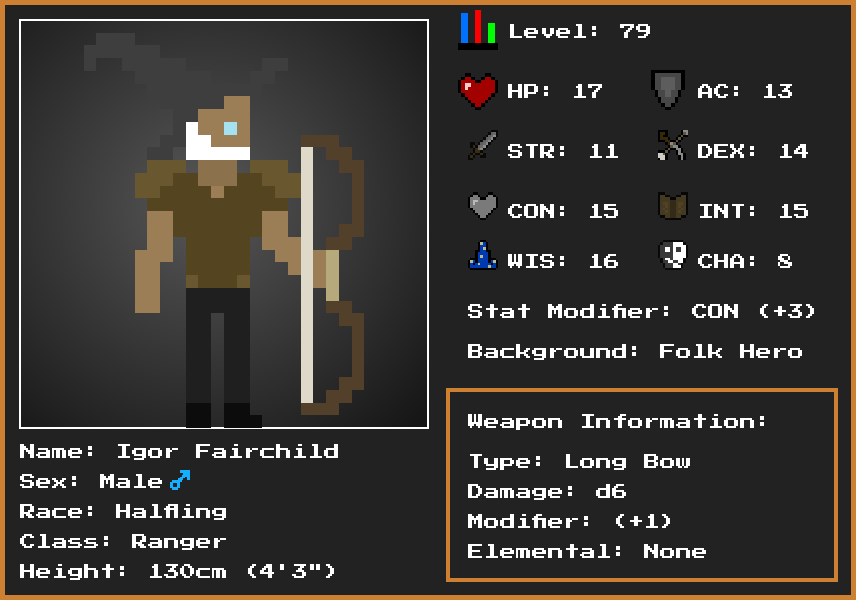 Level: 79
HP: 17
AC: 13
STR: 11
DEX: 14
CON: 15
INT: 15
WIS: 16
CHA: 8
Stat Modifier: CON (+3)
Background: Folk Hero
Name: Igor Fairchild
Sex: Male ♂
Race: Halfling
Class: Ranger
Height: 130cm (4'3")
Weapon Information:
Type: Long Bow
Damage: d6
Modifier: (+1)
Elemental: None